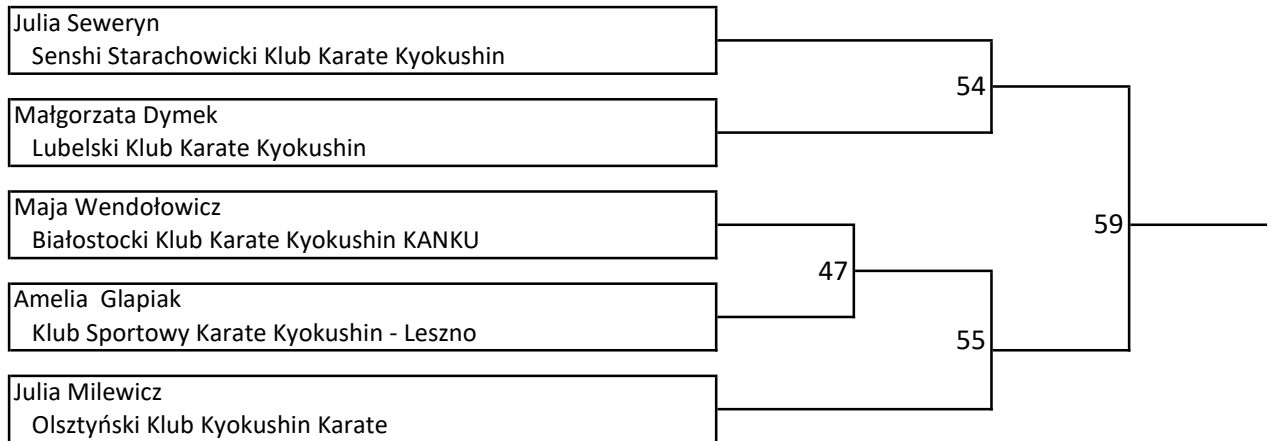 Julia Seweryn
Senshi Starachowicki Klub Karate Kyokushin
54
Małgorzata Dymek
Lubelski Klub Karate Kyokushin
Maja Wendołowicz
59
Białostocki Klub Karate Kyokushin KANKU
47
Amelia  Glapiak
Klub Sportowy Karate Kyokushin - Leszno
55
Julia Milewicz
Olsztyński Klub Kyokushin Karate